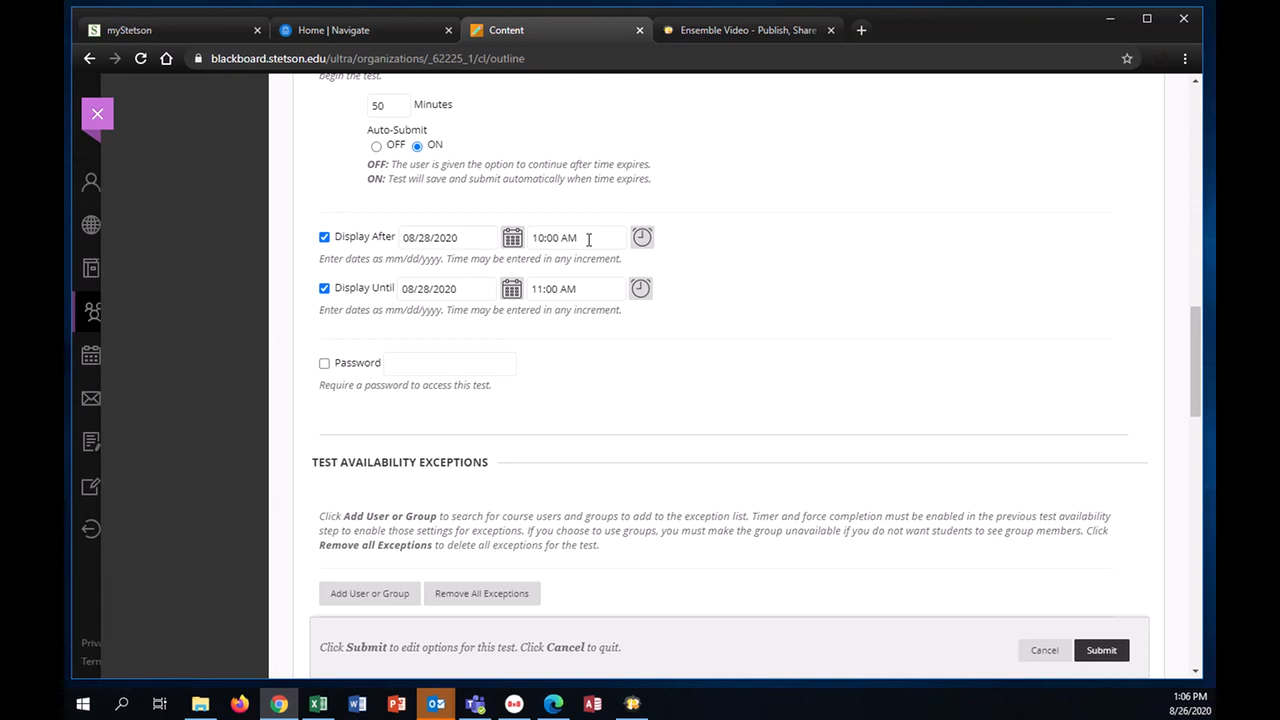 myStetson
Home | Navigate
Content
Ensemble Video - Publish, Share
blackboard.stetson.edu/ultra/organizations/_62225_1/cl/outline
begin the test.
50 Minutes
Auto-Submit
OFF ON
OFF: The user is given the option to continue after time expires.
ON: Test will save and submit automatically when time expires.
Display After 08/28/2020 10:00 AM
Enter dates as mm/dd/yyyy. Time may be entered in any increment.
Display Until 08/28/2020 11:00 AM
Enter dates as mm/dd/yyyy. Time may be entered in any increment.
Password
Require a password to access this test.
TEST AVAILABILITY EXCEPTIONS
Click Add User or Group to search for course users and groups to add to the exception list. Timer and force completion must be enabled in the previous test availability
step to enable those settings for exceptions. If you choose to use groups, you must make the group unavailable if you do not want students to see group members. Click
Remove all Exceptions to delete all exceptions for the test.
Add User or Group Remove All Exceptions
Click Submit to edit options for this test. Click Cancel to quit.
Cancel Submit
Priva
Term
1:06 PM
8/26/2020